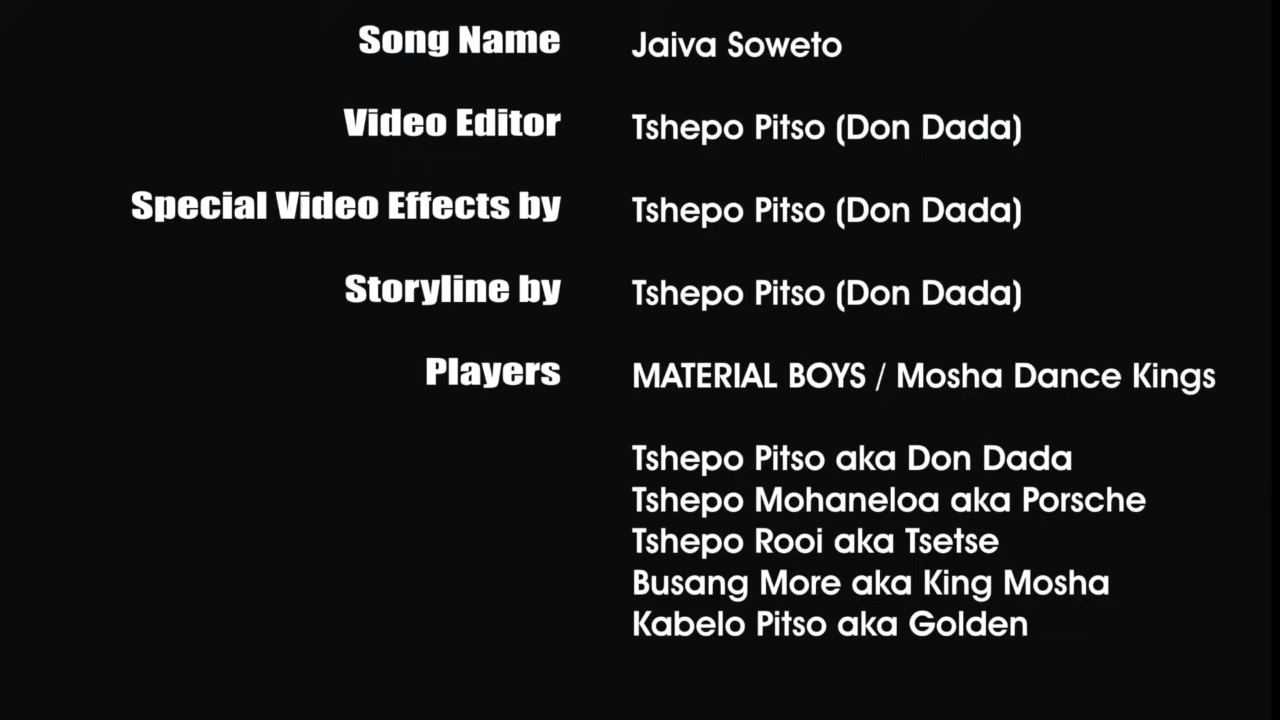 Song Name Jaiva Soweto
Video Editor Tshepo Pitso (Don Dada)
Special Video Effects by Tshepo Pitso (Don Dada)
Storyline by Tshepo Pitso (Don Dada)
Players MATERIAL BOYS / Mosha Dance Kings
Tshepo Pitso aka Don Dada
Tshepo Mohaneloa aka Porsche
Tshepo Rooi aka Tsetse
Busang More aka King Mosha
Kabelo Pitso aka Golden